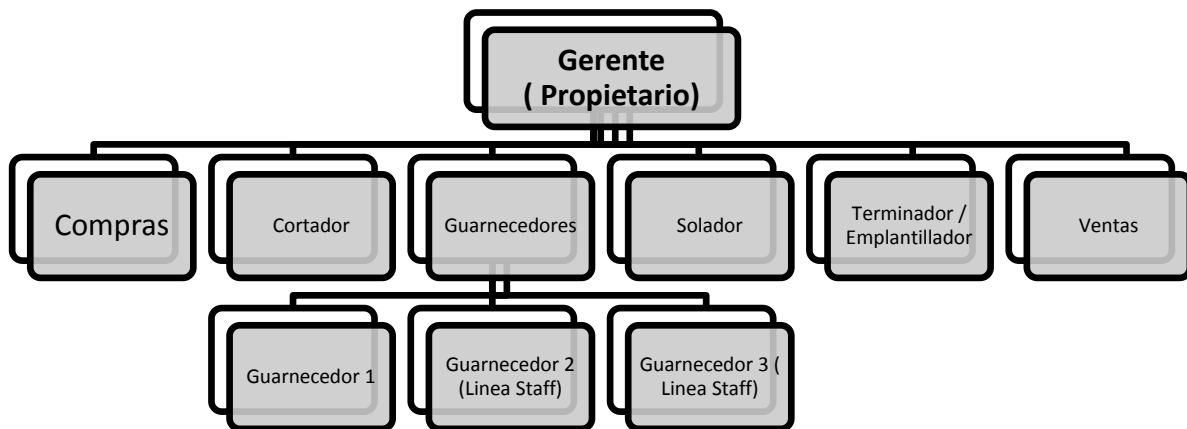 Gerente
( Propietario)
Compras
Cortador
Guarnecedores
Solador
Terminador /
Emplantillador
Ventas
Guarnecedor 1
Guarnecedor 2
(Linea Staff)
Guarnecedor 3 (
Linea Staff)